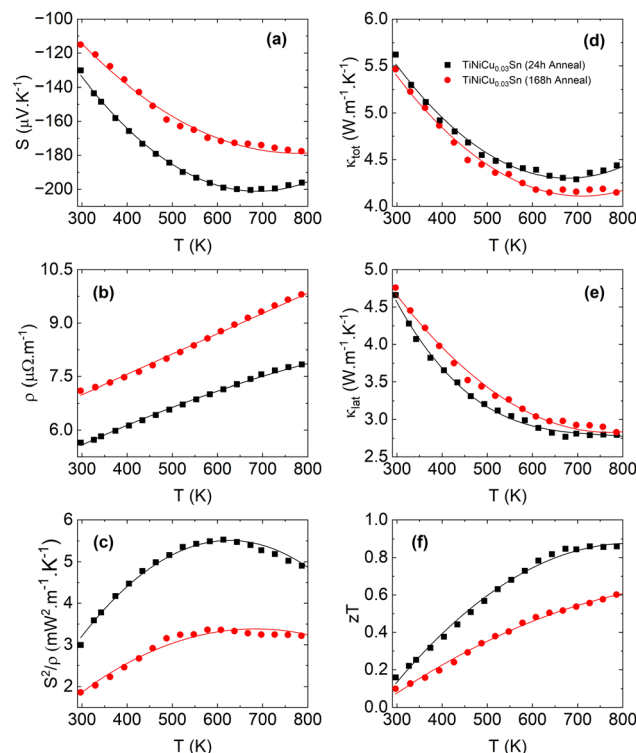 (a)
S (μV.K⁻¹)
−80
−100
−120
−140
−160
−180
−200
300 400 500 600 700 800
T (K)
(d)
■ TiNiCu₀.₀₃Sn (24h Anneal)
● TiNiCu₀.₀₃Sn (168h Anneal)
κtot (W.m⁻¹.K⁻¹)
6.0
5.5
5.0
4.5
4.0
300 400 500 600 700 800
T (K)
(b)
ρ (μΩ.m⁻¹)
10.5
9.0
7.5
6.0
300 400 500 600 700 800
T (K)
(e)
κlat (W.m⁻¹.K⁻¹)
5.0
4.5
4.0
3.5
3.0
2.5
300 400 500 600 700 800
T (K)
(c)
S²/ρ (mW².m⁻¹.K⁻¹)
6
5
4
3
2
300 400 500 600 700 800
T (K)
(f)
zT
1.0
0.8
0.6
0.4
0.2
0.0
300 400 500 600 700 800
T (K)